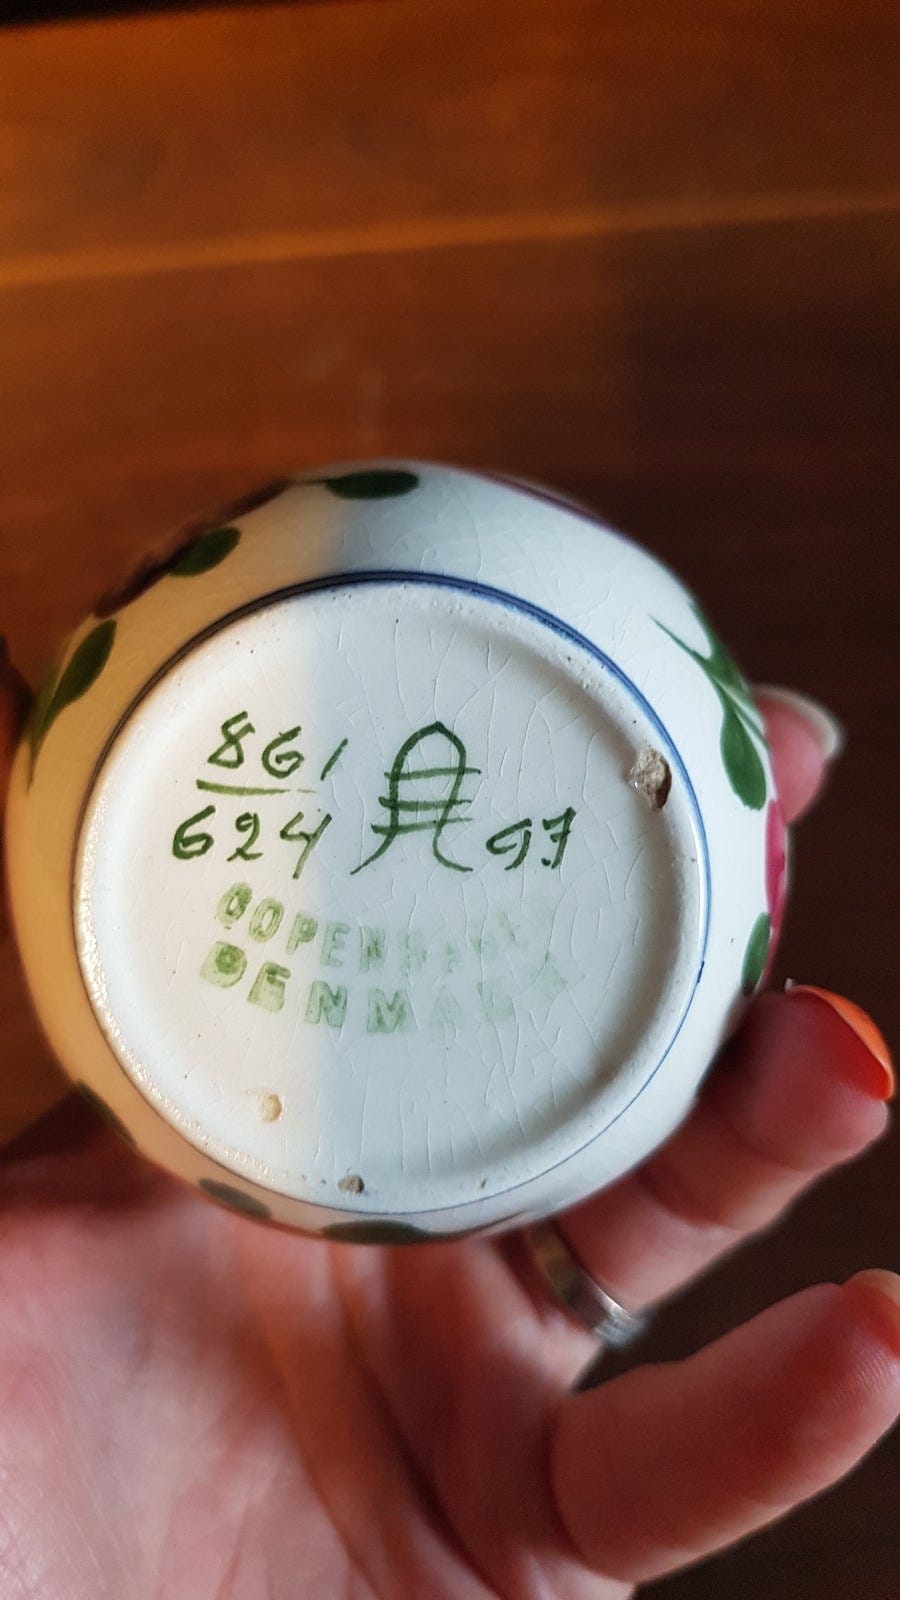 861
624 97
COPENHAGEN
DENMARK